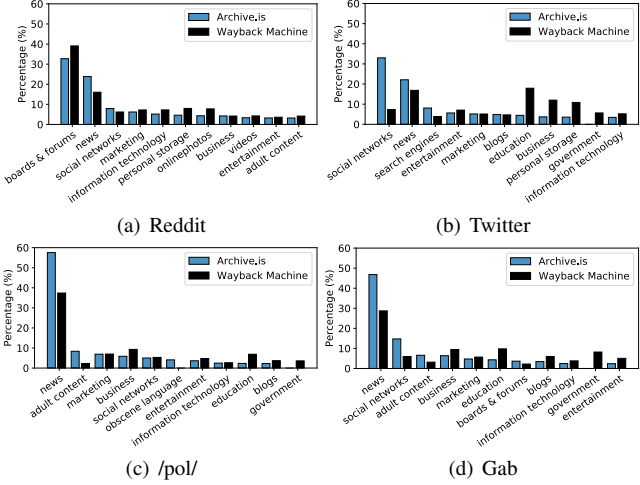 60
50
40
30
20
10
0
Percentage (%)
Archive.is
Wayback Machine
boards & forums
news
social networks
marketing
information technology
personal storage
onlinephotos
business
videos
entertainment
adult content
(a) Reddit
60
50
40
30
20
10
0
Percentage (%)
Archive.is
Wayback Machine
social networks
news
search engines
entertainment
marketing
blogs
education
business
personal storage
government
information technology
(b) Twitter
60
50
40
30
20
10
0
Percentage (%)
Archive.is
Wayback Machine
news
adult content
marketing
business
social networks
obscene language
entertainment
information technology
education
blogs
government
(c) /pol/
60
50
40
30
20
10
0
Percentage (%)
Archive.is
Wayback Machine
news
social networks
adult content
business
marketing
education
boards & forums
blogs
information technology
government
entertainment
(d) Gab